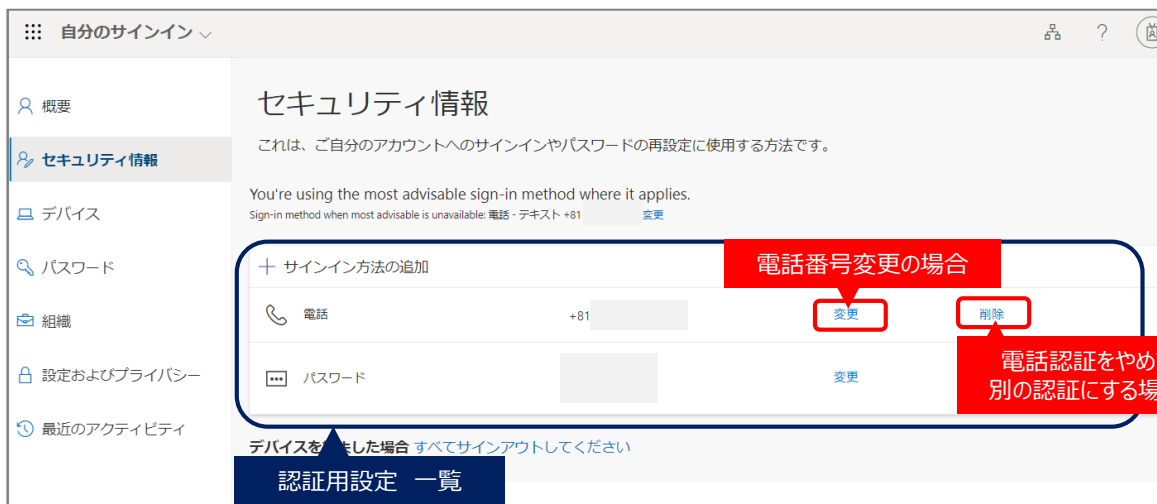 自分のサインイン
?
概要
セキュリティ情報
デバイス
パスワード
組織
設定およびプライバシー
最近のアクティビティ
セキュリティ情報
これは、ご自分のアカウントへのサインインやパスワードの再設定に使用する方法です。
You're using the most advisable sign-in method where it applies.
Sign-in method when most advisable is unavailable: 電話 - テキスト +81 変更
+ サインイン方法の追加
電話番号変更の場合
電話 +81 変更 削除
電話認証をやめ
別の認証にする場
パスワード 変更
デバイスを した場合 すべてサインアウトしてください
認証用設定 一覧